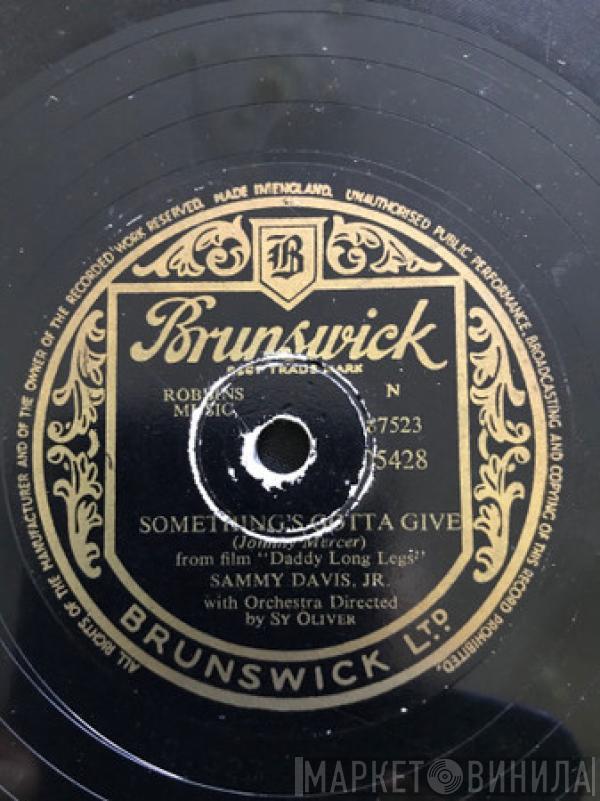 ALL RIGHTS OF THE MANUFACTURER AND OF THE OWNER OF THE RECORDED WORK RESERVED. MADE IN ENGLAND. UNAUTHORISED PUBLIC PERFORMANCE BROADCASTING AND COPYING OF THIS RECORD PROHIBITED.
B
Brunswick
TRADE MARK
ROBBINS
MUSIC
N
87523
5428
SOMETHING'S GOTTA GIVE
(Johnny Mercer)
from film "Daddy Long Legs"
SAMMY DAVIS, JR.
with Orchestra Directed
by SY OLIVER
BRUNSWICK LTD.
МАРКЕТ ВИНИЛА